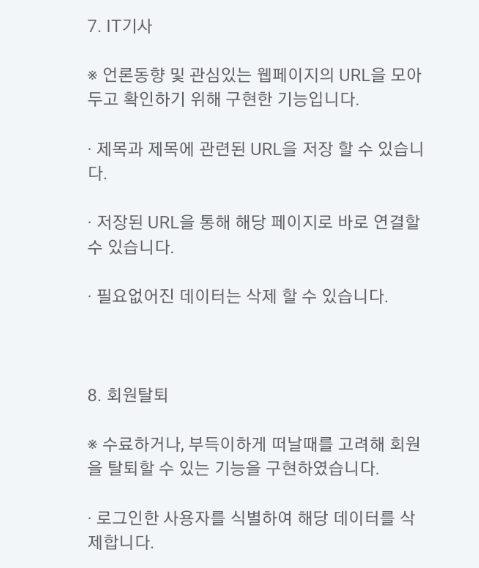 7. IT기사
※ 언론동향 및 관심있는 웹페이지의 URL을 모아
두고 확인하기 위해 구현한 기능입니다.
· 제목과 제목에 관련된 URL을 저장 할 수 있습니
다.
· 저장된 URL을 통해 해당 페이지로 바로 연결할
수 있습니다.
· 필요없어진 데이터는 삭제 할 수 있습니다.
8. 회원탈퇴
※ 수료하거나, 부득이하게 떠날때를 고려해 회원
을 탈퇴할 수 있는 기능을 구현하였습니다.
· 로그인한 사용자를 식별하여 해당 데이터를 삭
제합니다.